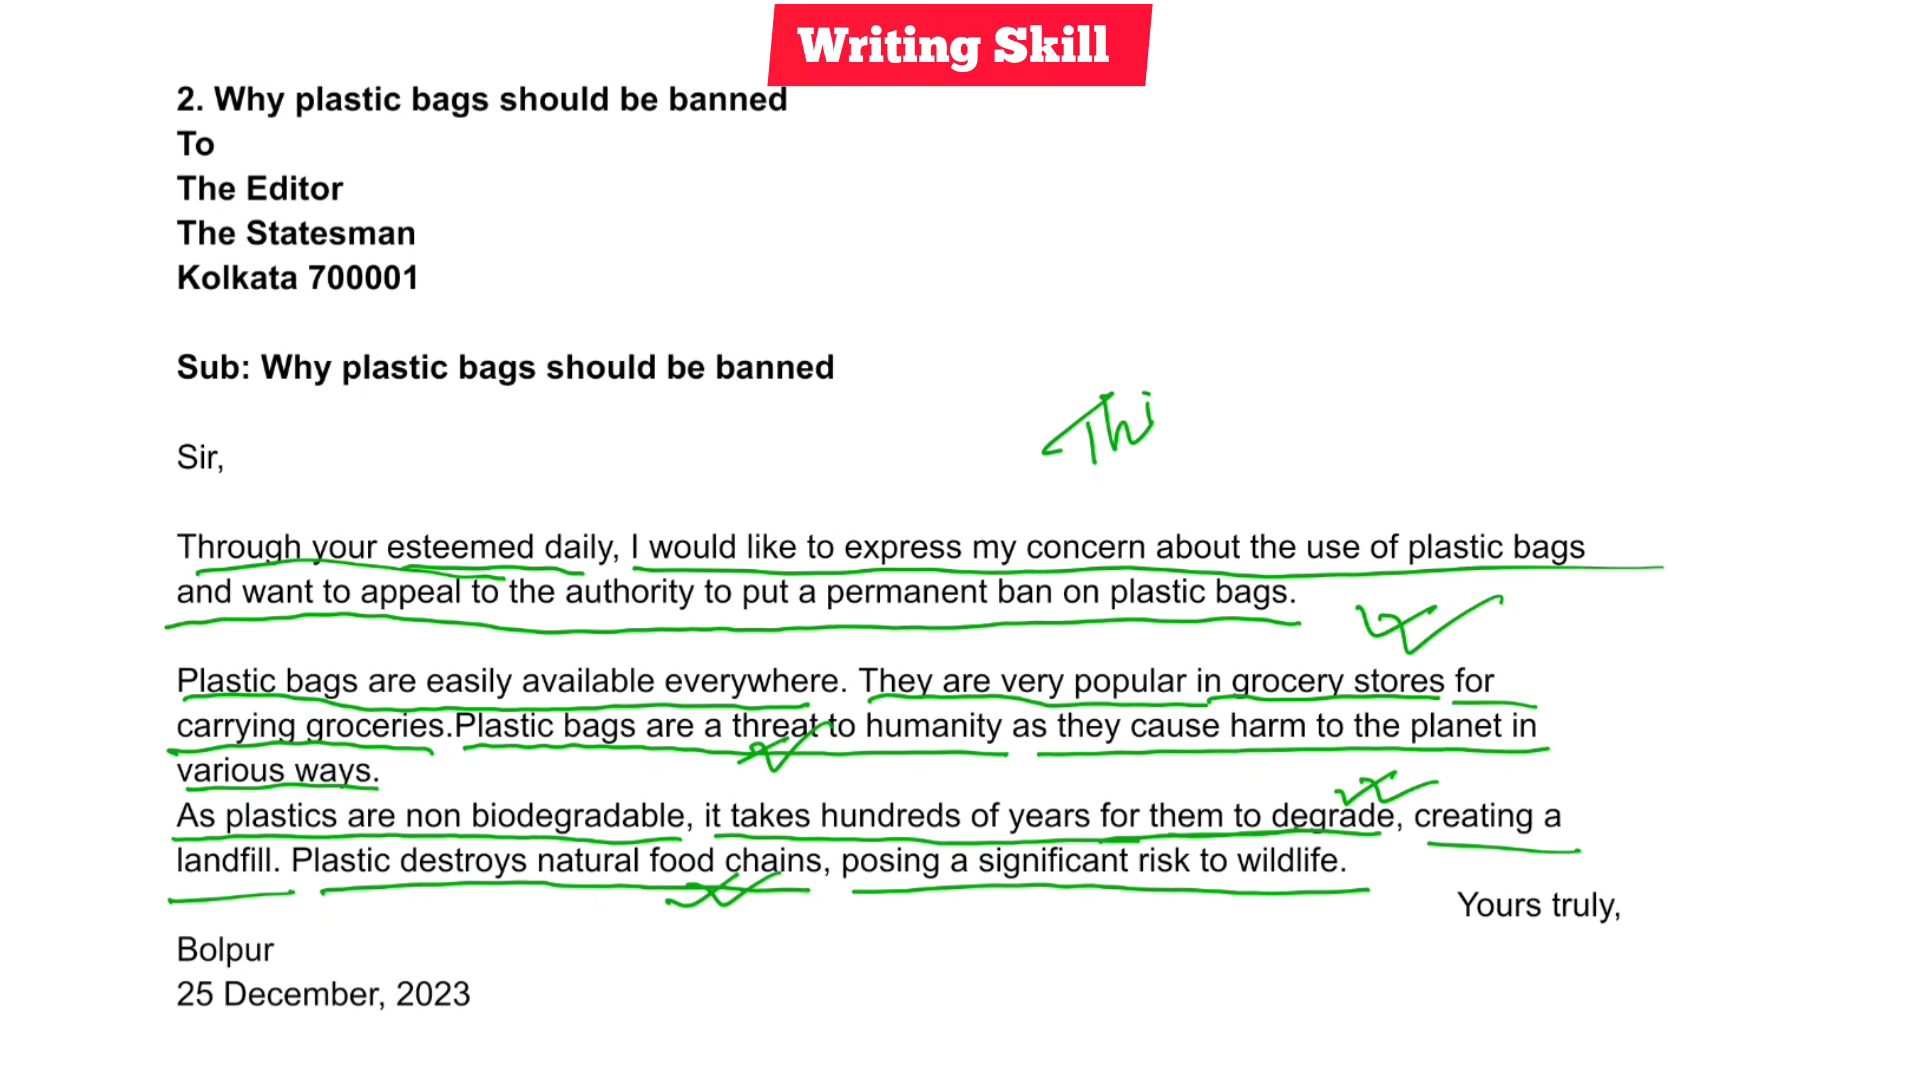 Writing Skill
2. Why plastic bags should be banned
To
The Editor
The Statesman
Kolkata 700001
Sub: Why plastic bags should be banned
Thi
Sir,
Through your esteemed daily, I would like to express my concern about the use of plastic bags
and want to appeal to the authority to put a permanent ban on plastic bags.
Plastic bags are easily available everywhere. They are very popular in grocery stores for
carrying groceries.Plastic bags are a threat to humanity as they cause harm to the planet in
various ways.
As plastics are non biodegradable, it takes hundreds of years for them to degrade, creating a
landfill. Plastic destroys natural food chains, posing a significant risk to wildlife.
Yours truly,
Bolpur
25 December, 2023